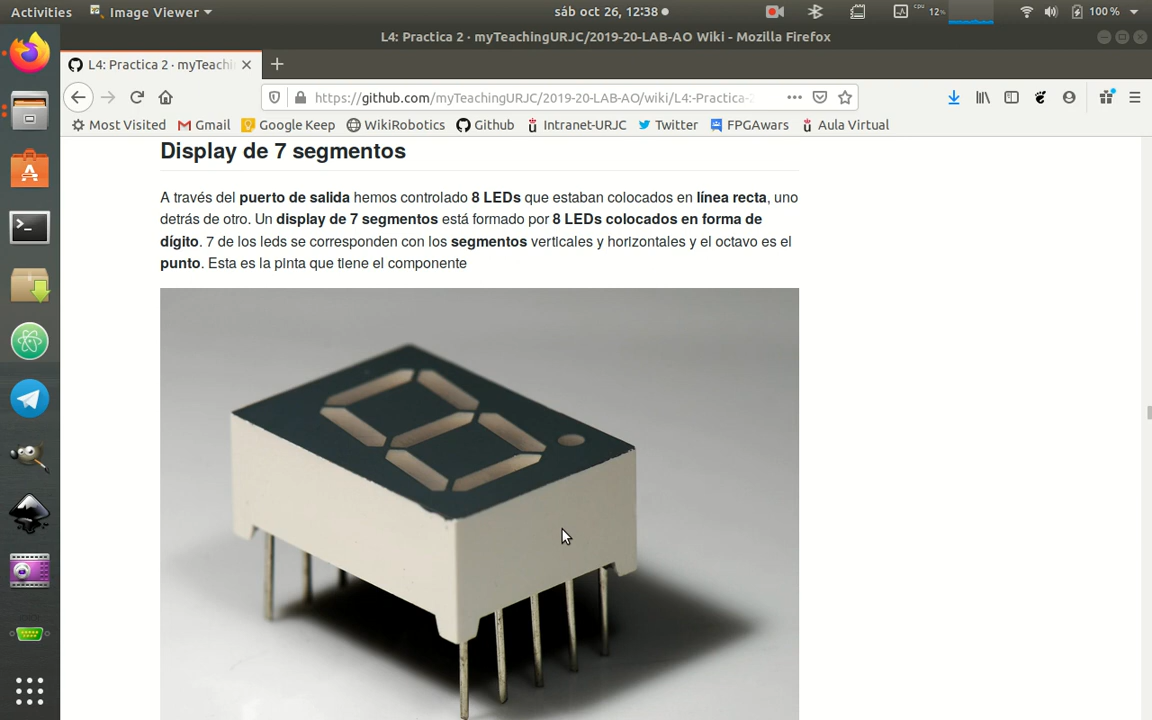 Activities Image Viewer sáb oct 26, 12:38 12% 100 %
L4: Practica 2 · myTeachingURJC/2019-20-LAB-AO Wiki - Mozilla Firefox
L4: Practica 2 · myTeachi
https://github.com/myTeachingURJC/2019-20-LAB-AO/wiki/L4:-Practica-
Most Visited Gmail Google Keep WikiRobotics Github Intranet-URJC Twitter FPGAwars Aula Virtual
Display de 7 segmentos
A través del puerto de salida hemos controlado 8 LEDs que estaban colocados en línea recta, uno
detrás de otro. Un display de 7 segmentos está formado por 8 LEDs colocados en forma de
dígito. 7 de los leds se corresponden con los segmentos verticales y horizontales y el octavo es el
punto. Esta es la pinta que tiene el componente